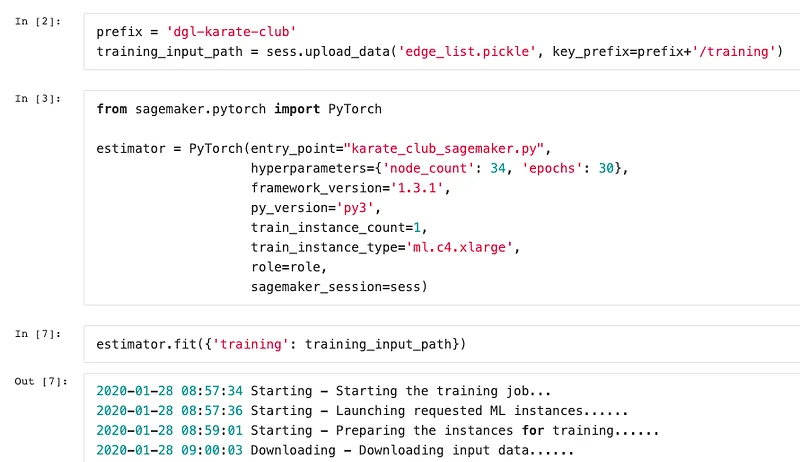 In [2]:
prefix = 'dgl-karate-club'
training_input_path = sess.upload_data('edge_list.pickle', key_prefix=prefix+'/training')
In [3]:
from sagemaker.pytorch import PyTorch
estimator = PyTorch(entry_point="karate_club_sagemaker.py",
hyperparameters={'node_count': 34, 'epochs': 30},
framework_version='1.3.1',
py_version='py3',
train_instance_count=1,
train_instance_type='ml.c4.xlarge',
role=role,
sagemaker_session=sess)
In [7]:
estimator.fit({'training': training_input_path})
Out [7]:
2020-01-28 08:57:34 Starting - Starting the training job...
2020-01-28 08:57:36 Starting - Launching requested ML instances......
2020-01-28 08:59:01 Starting - Preparing the instances for training......
2020-01-28 09:00:03 Downloading - Downloading input data......